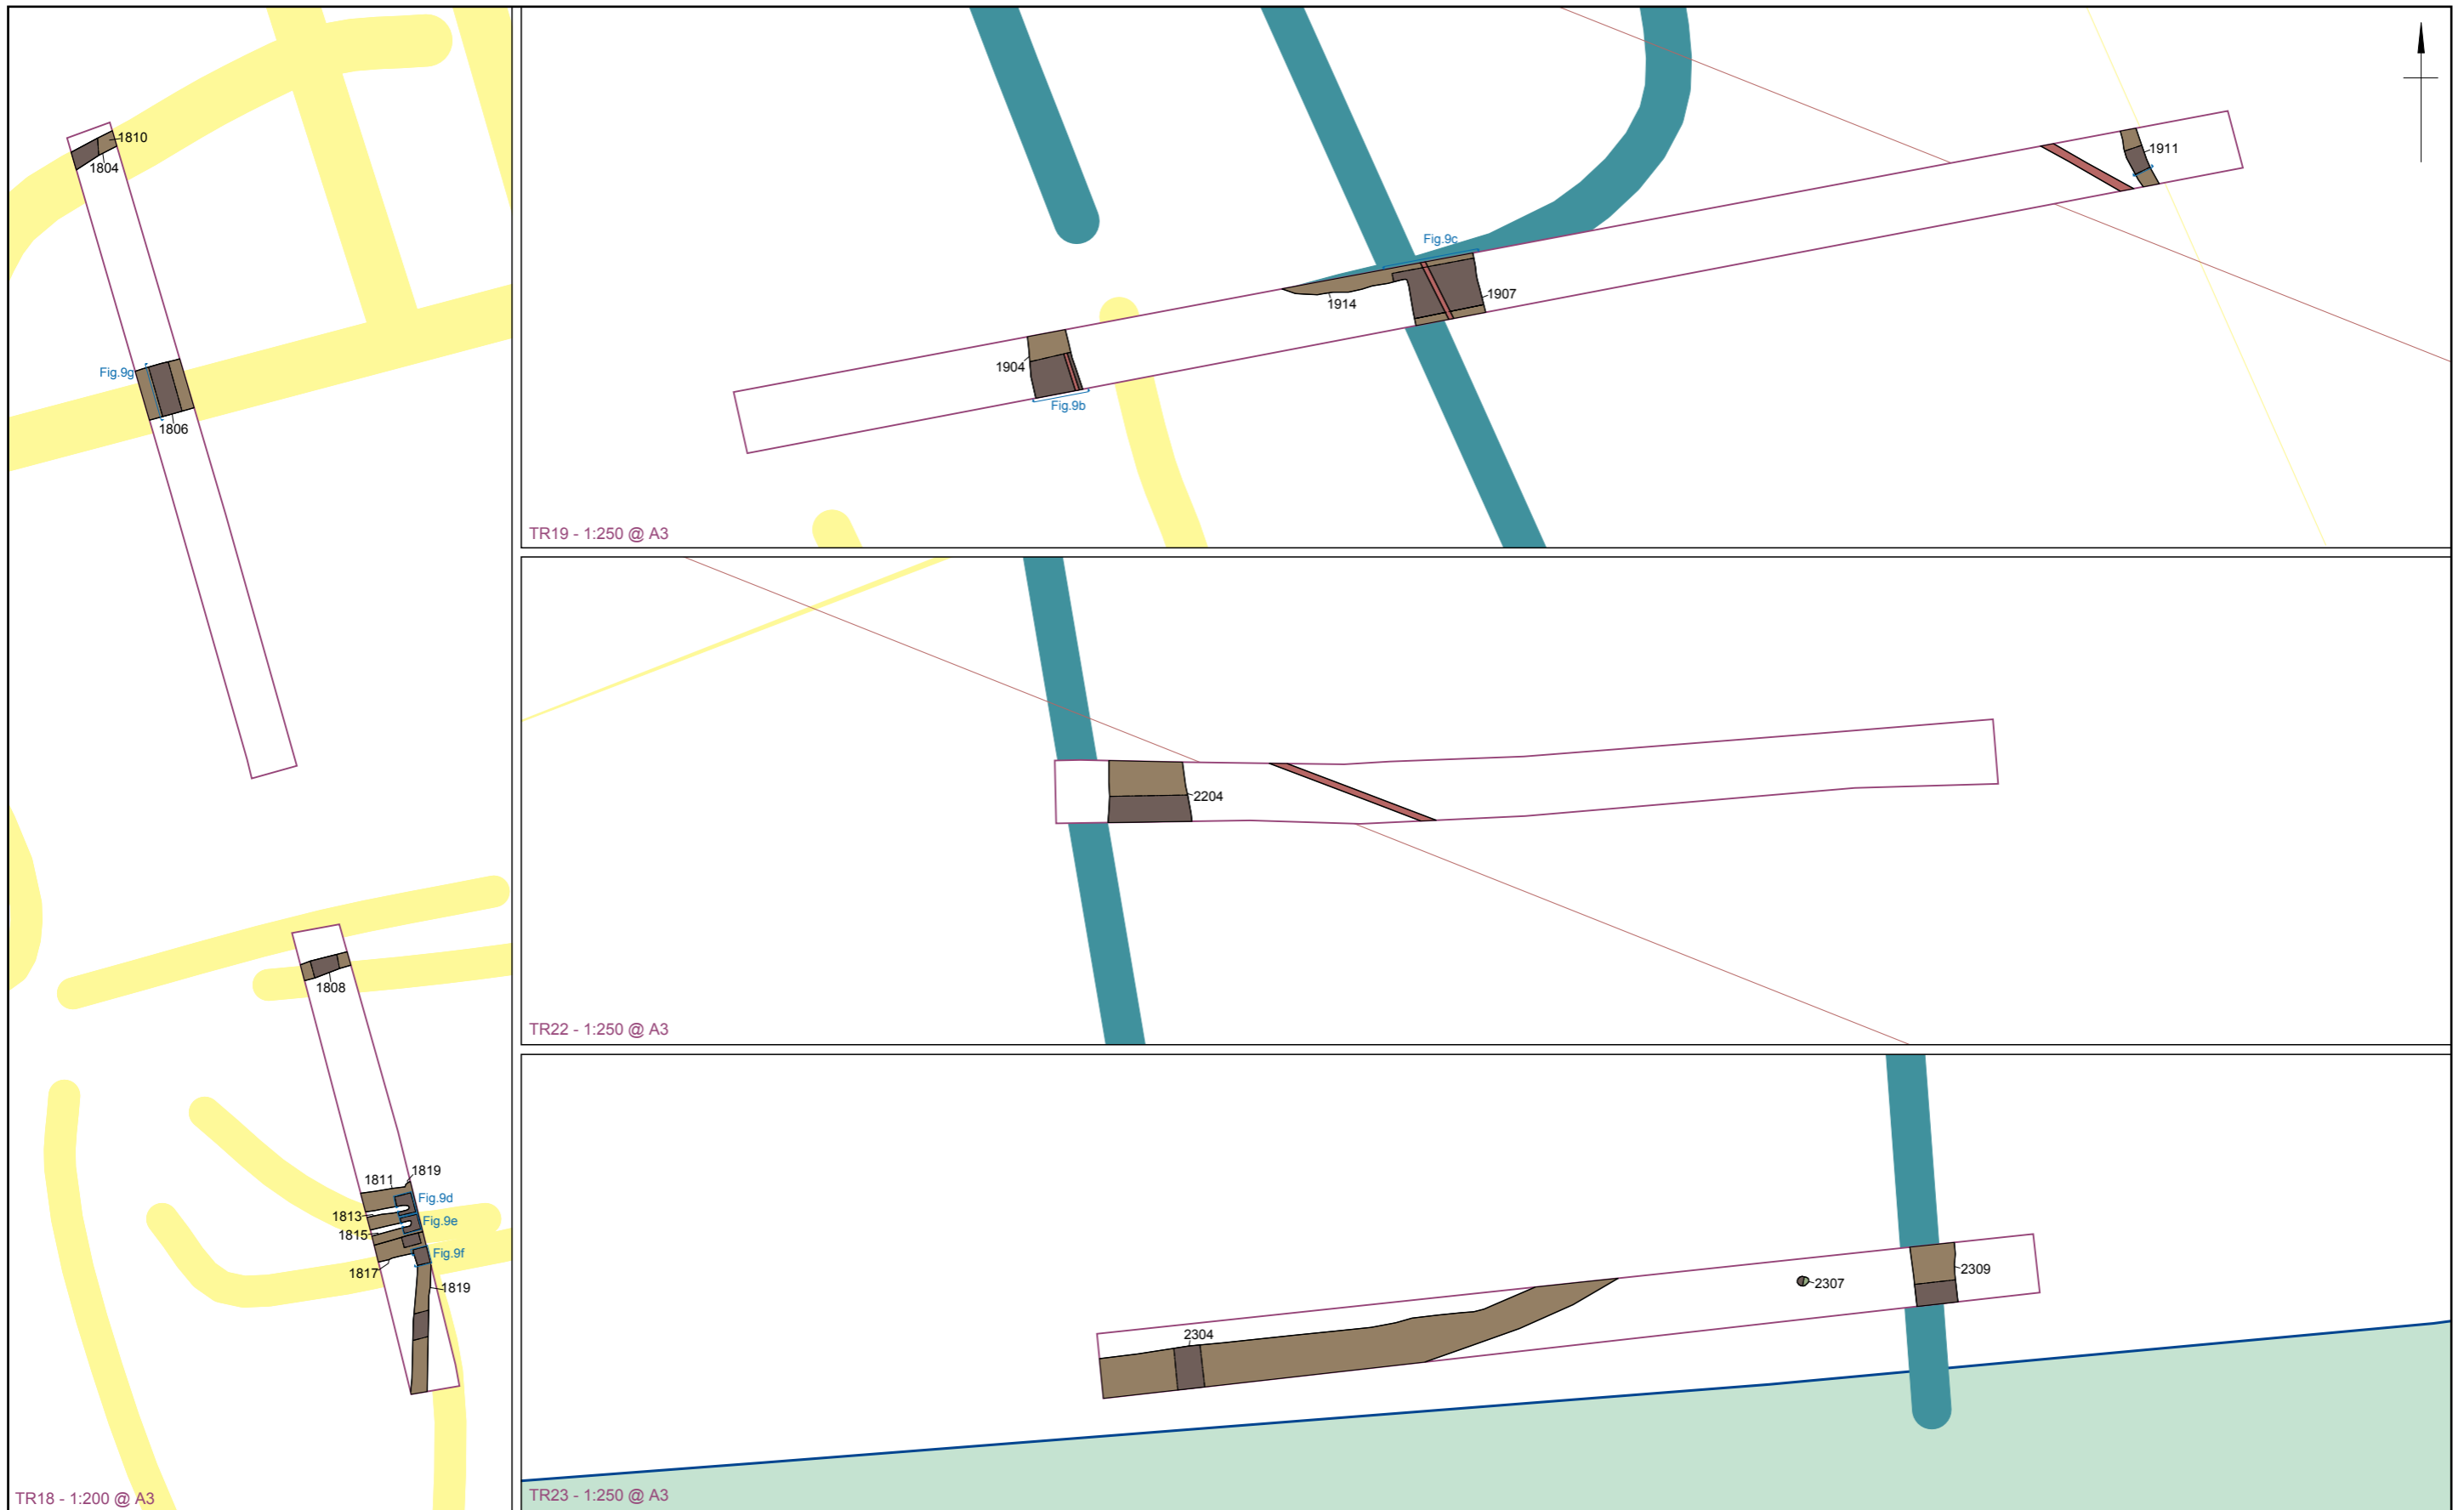 1810
1804
Fig.9g
1806
1808
1811
1819
Fig.9d
1813
Fig.9e
1815
Fig.9f
1817
1819
TR18 - 1:200 @ A3
1911
Fig.9c
1907
1914
1904
Fig.9b
TR19 - 1:250 @ A3
2204
TR22 - 1:250 @ A3
2309
2307
2304
TR23 - 1:250 @ A3